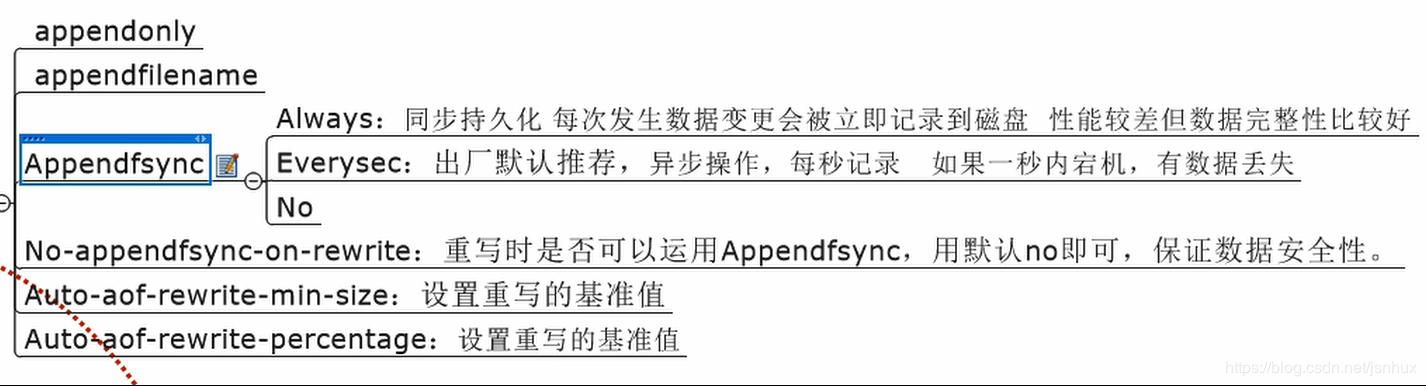 appendonly
appendfilename
Always：同步持久化 每次发生数据变更会被立即记录到磁盘 性能较差但数据完整性比较好
Appendfsync
Everysec：出厂默认推荐，异步操作，每秒记录 如果一秒内宕机，有数据丢失
No
No-appendfsync-on-rewrite：重写时是否可以运用Appendfsync，用默认no即可，保证数据安全性。
Auto-aof-rewrite-min-size：设置重写的基准值
Auto-aof-rewrite-percentage：设置重写的基准值
https://blog.csdn.net/jsnhux